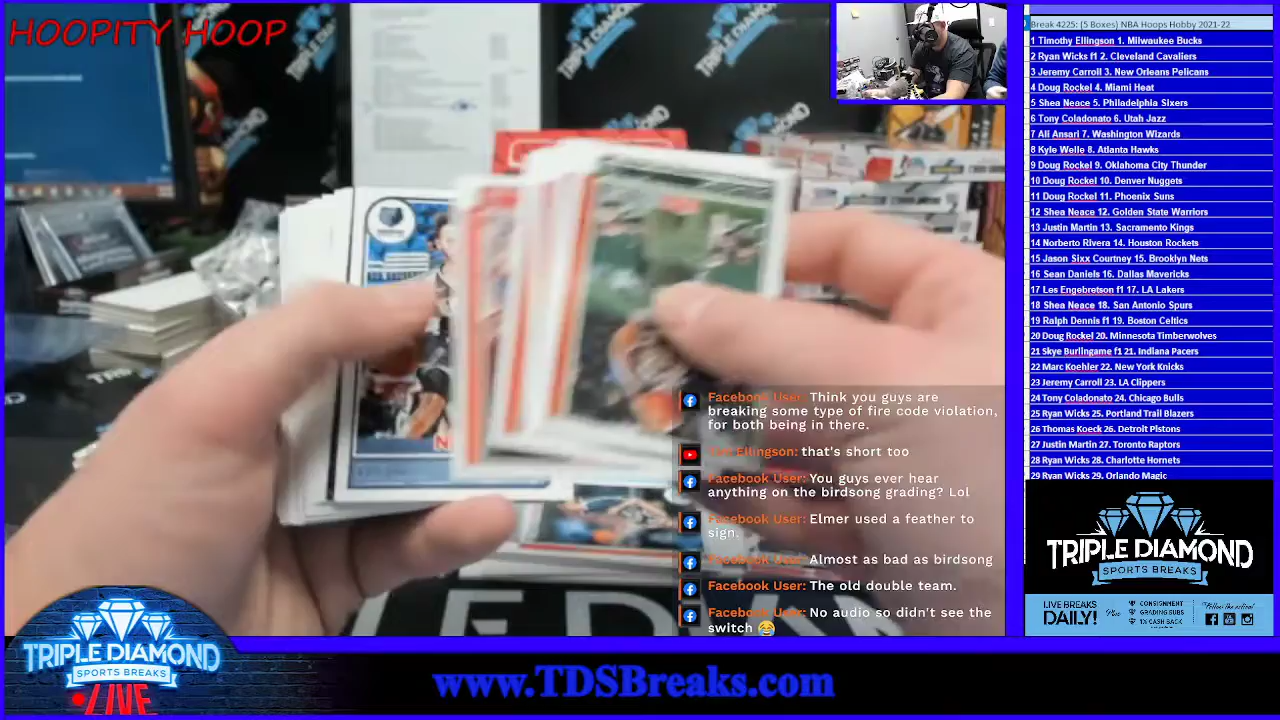 HOOPITY HOOP
Break 4225: (5 Boxes) NBA Hoops Hobby 2021-22
1 Timothy Ellingson 1. Milwaukee Bucks
2 Ryan Wicks f1 2. Cleveland Cavaliers
3 Jeremy Carroll 3. New Orleans Pelicans
4 Doug Rockel 4. Miami Heat
5 Shea Neace 5. Philadelphia Sixers
6 Tony Coladonato 6. Utah Jazz
7 Ali Ansari 7. Washington Wizards
8 Kyle Welle 8. Atlanta Hawks
9 Doug Rockel 9. Oklahoma City Thunder
10 Doug Rockel 10. Denver Nuggets
11 Doug Rockel 11. Phoenix Suns
12 Shea Neace 12. Golden State Warriors
13 Justin Martin 13. Sacramento Kings
14 Norberto Rivera 14. Houston Rockets
15 Jason Sixx Courtney 15. Brooklyn Nets
16 Sean Daniels 16. Dallas Mavericks
17 Les Engebretson f1 17. LA Lakers
18 Shea Neace 18. San Antonio Spurs
19 Ralph Dennis f1 19. Boston Celtics
20 Doug Rockel 20. Minnesota Timberwolves
21 Skye Burlingame f1 21. Indiana Pacers
22 Marc Koehler 22. New York Knicks
23 Jeremy Carroll 23. LA Clippers
24 Tony Coladonato 24. Chicago Bulls
25 Ryan Wicks 25. Portland Trail Blazers
26 Thomas Koeck 26. Detroit Pistons
27 Justin Martin 27. Toronto Raptors
28 Ryan Wicks 28. Charlotte Hornets
29 Ryan Wicks 29. Orlando Magic
Facebook User: Think you guys are
breaking some type of fire code violation,
for both being in there.
Ellingson: that's short too
Facebook User: You guys ever hear
anything on the birdsong grading? Lol
Facebook User: Elmer used a feather to
sign.
Facebook User: Almost as bad as birdsong
Facebook User: The old double team.
Facebook User: No audio so didn't see the
switch 😂
TRIPLE DIAMOND
SPORTS BREAKS
LIVE BREAKS
DAILY!
Plus
CONSIGNMENT
GRADING SUBS
1% CASH BACK
TRIPLE DIAMOND
SPORTS BREAKS
LIVE
www.TDSBreaks.com